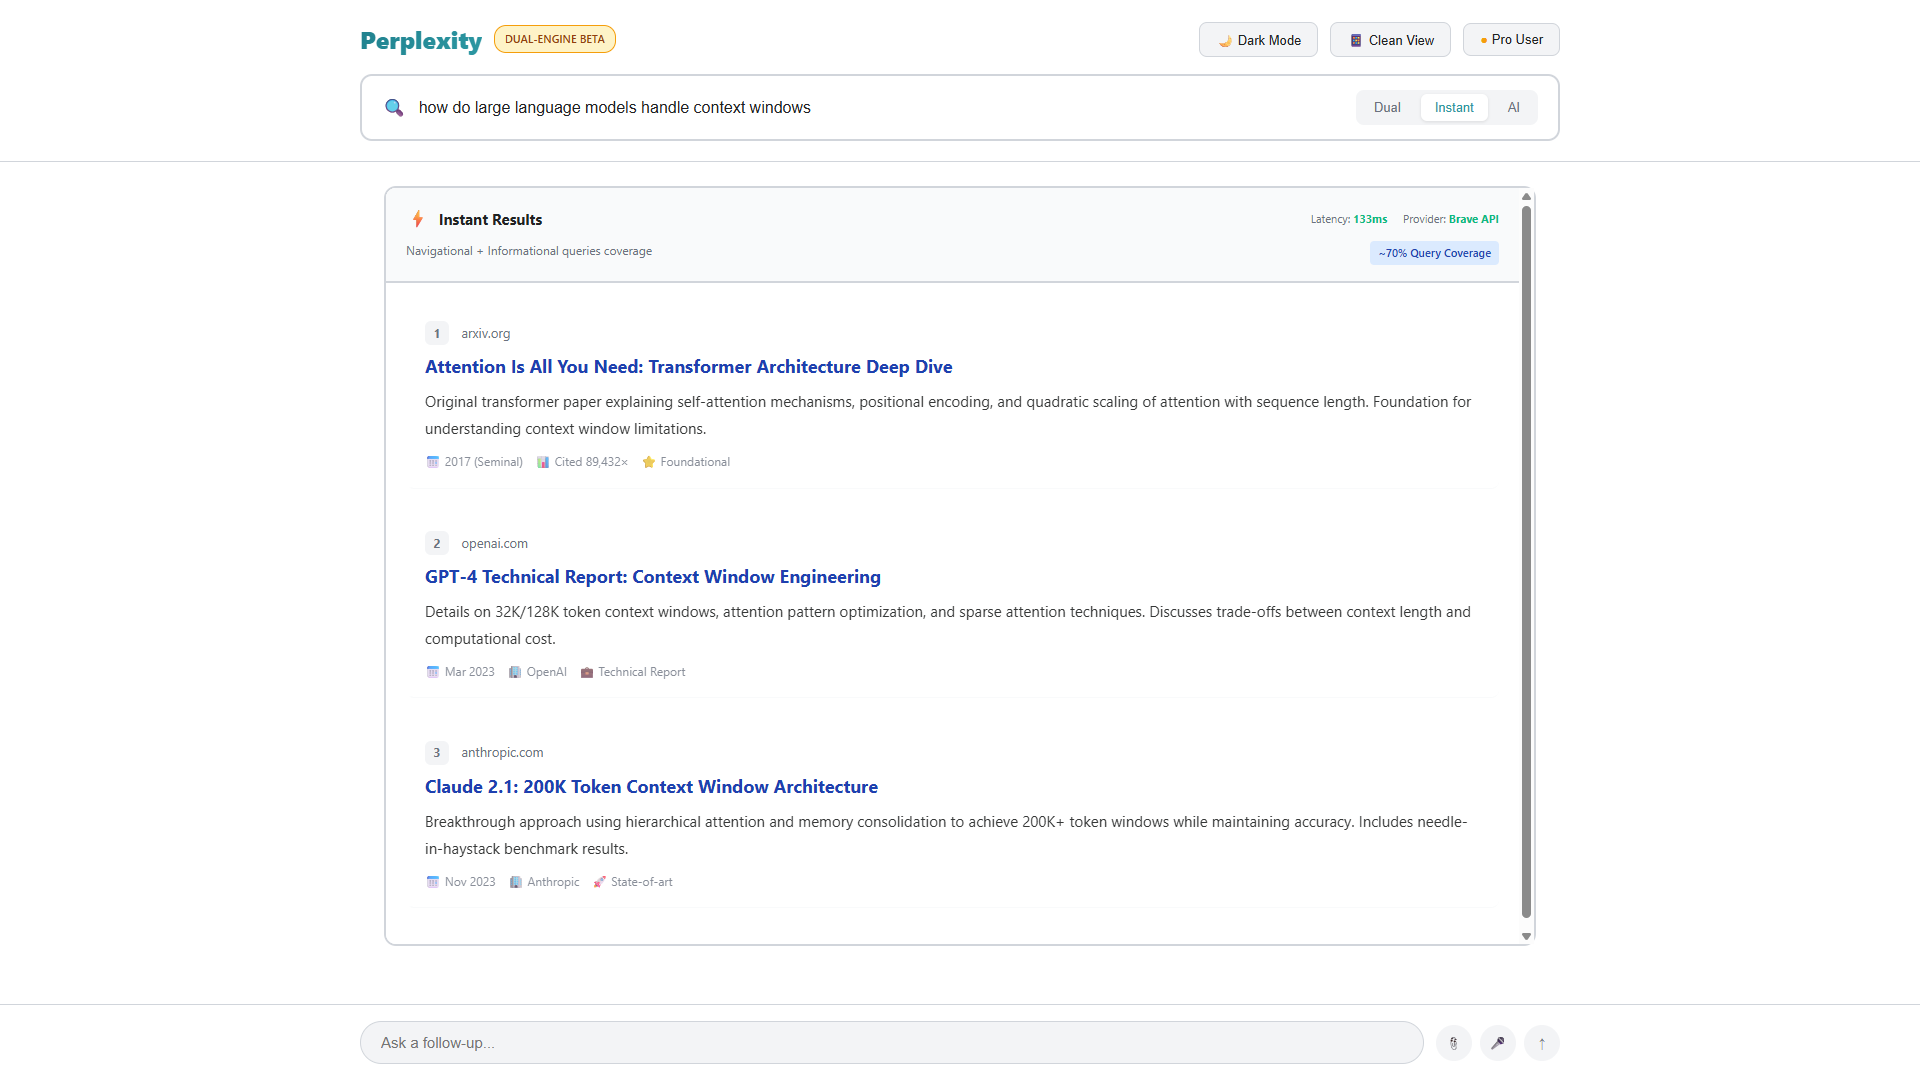 Perplexity DUAL-ENGINE BETA Dark Mode Clean View Pro User
how do large language models handle context windows Dual Instant AI
Instant Results Latency: 133ms Provider: Brave API
Navigational + Informational queries coverage ~70% Query Coverage
1 arxiv.org
Attention Is All You Need: Transformer Architecture Deep Dive
Original transformer paper explaining self-attention mechanisms, positional encoding, and quadratic scaling of attention with sequence length. Foundation for
understanding context window limitations.
2017 (Seminal) Cited 89,432× Foundational
2 openai.com
GPT-4 Technical Report: Context Window Engineering
Details on 32K/128K token context windows, attention pattern optimization, and sparse attention techniques. Discusses trade-offs between context length and
computational cost.
Mar 2023 OpenAI Technical Report
3 anthropic.com
Claude 2.1: 200K Token Context Window Architecture
Breakthrough approach using hierarchical attention and memory consolidation to achieve 200K+ token windows while maintaining accuracy. Includes needle-
in-haystack benchmark results.
Nov 2023 Anthropic State-of-art
Ask a follow-up... ↑